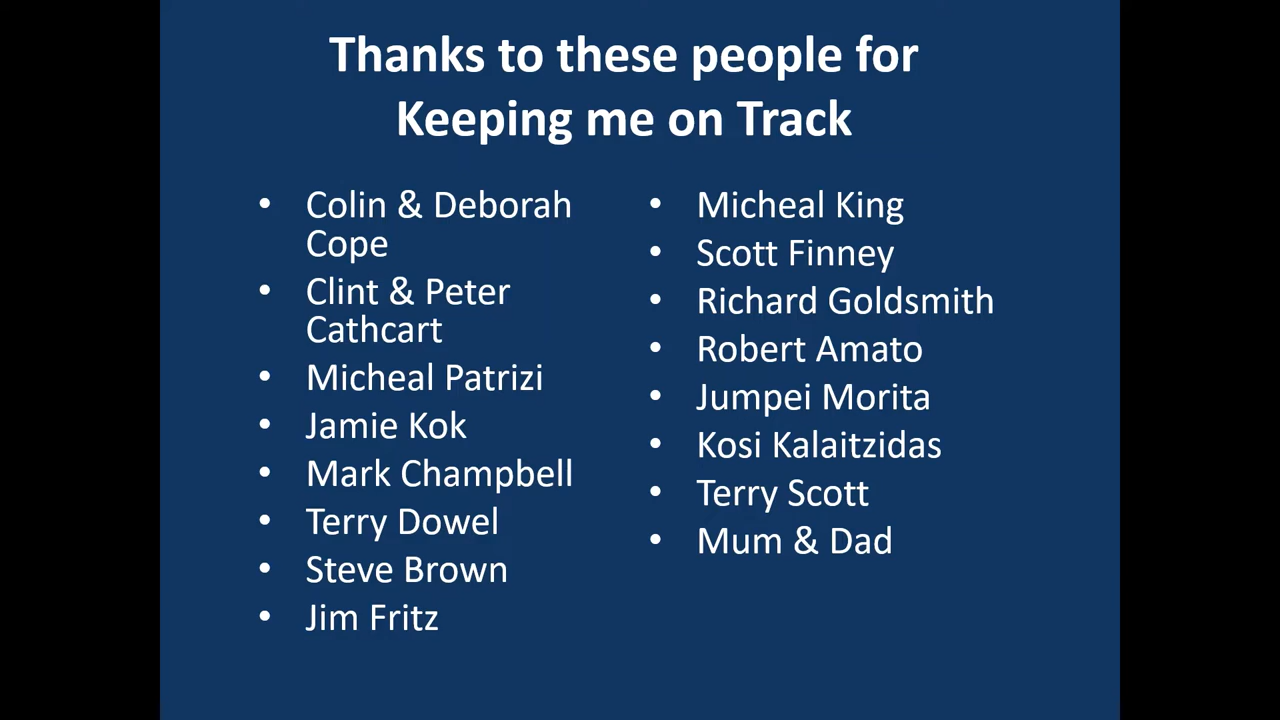 Thanks to these people for
Keeping me on Track
• Colin & Deborah
Cope
• Clint & Peter
Cathcart
• Micheal Patrizi
• Jamie Kok
• Mark Champbell
• Terry Dowel
• Steve Brown
• Jim Fritz
• Micheal King
• Scott Finney
• Richard Goldsmith
• Robert Amato
• Jumpei Morita
• Kosi Kalaitzidas
• Terry Scott
• Mum & Dad